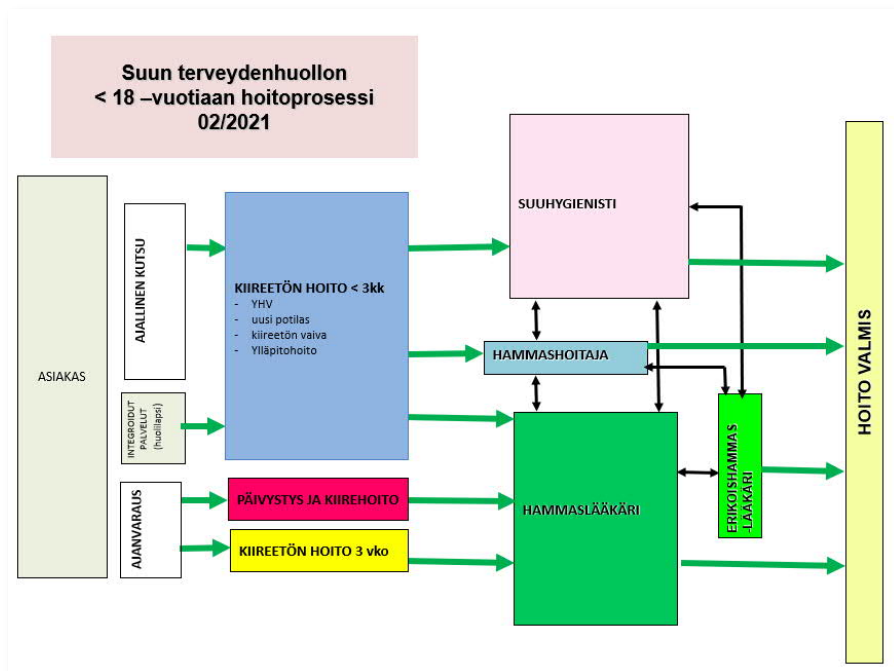 Suun terveydenhuollon
< 18 –vuotiaan hoitoprosessi
02/2021
ASIAKAS
AJALLINEN KUTSU
INTEGROIDUT
PALVELUT
(huolilapsi)
AJANVARAUS
KIIREETÖN HOITO < 3kk
- YHV
- uusi potilas
- kiireetön vaiva
- Ylläpitohoito
PÄIVYSTYS JA KIIREHOITO
KIIREETÖN HOITO 3 vko
SUUHYGIENISTI
HAMMASHOITAJA
HAMMASLÄÄKÄRI
ERIKOISHAMMAS
-LÄÄKÄRI
HOITO VALMIS